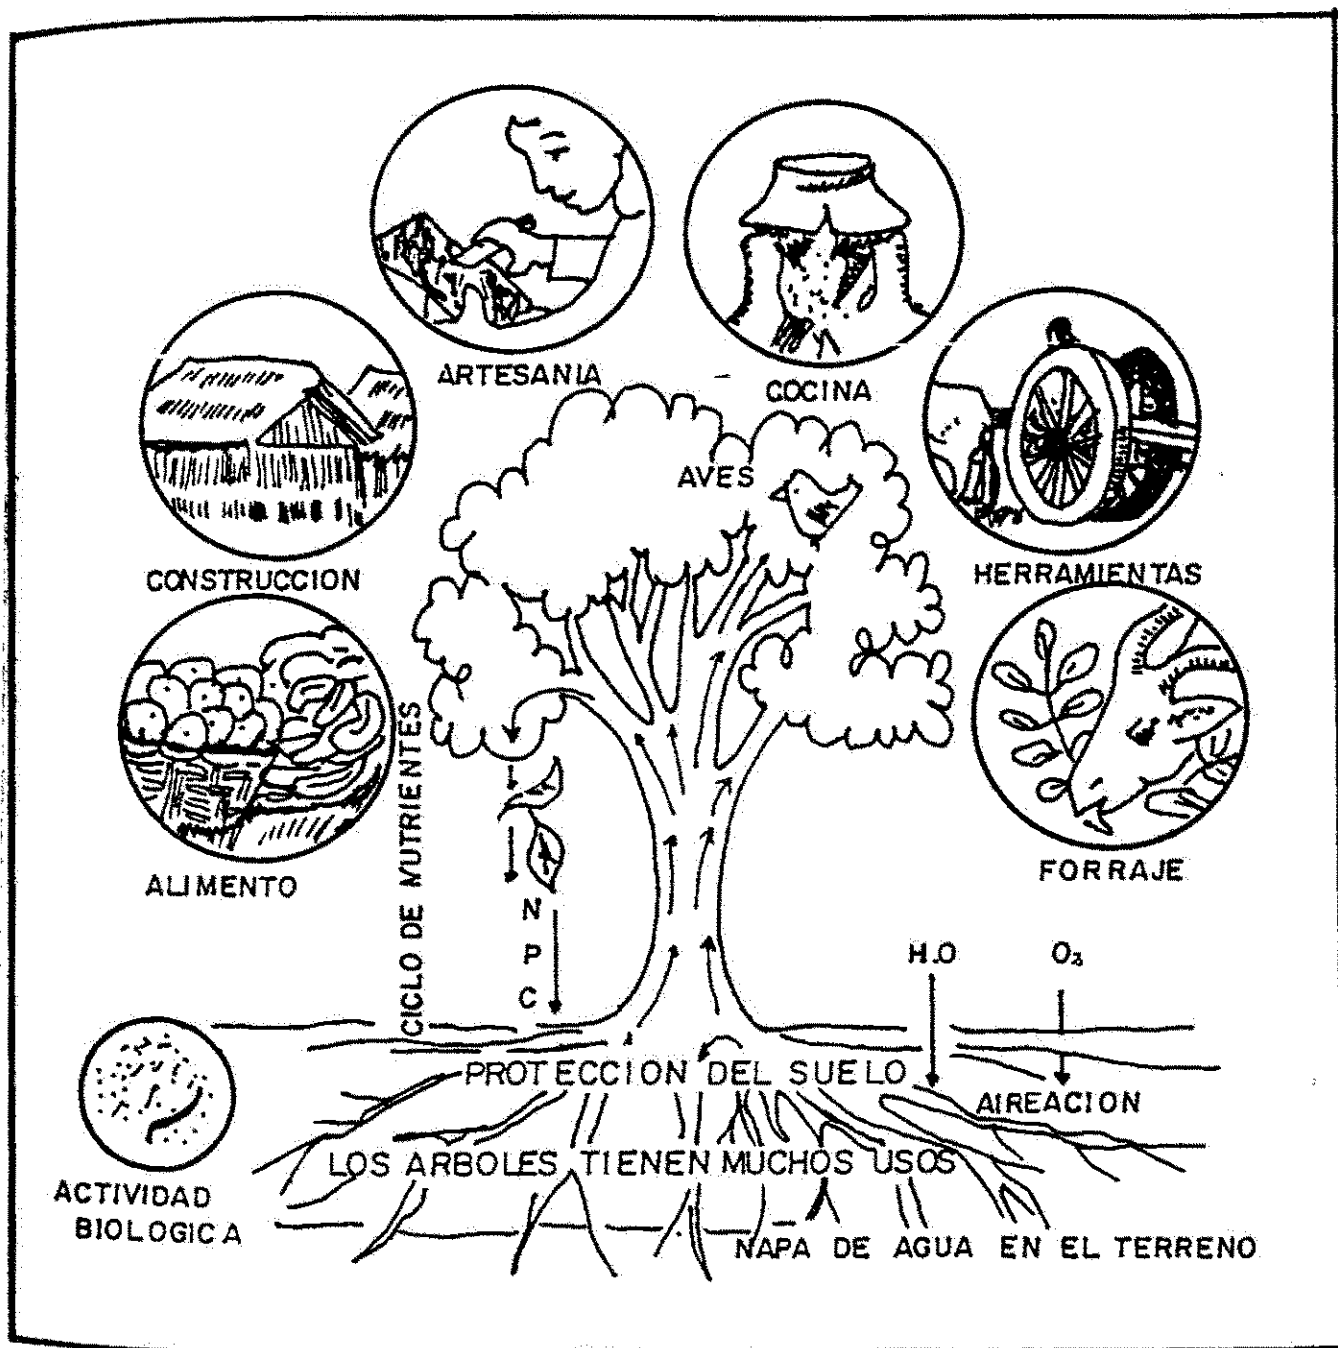 ARTESANIA
COCINA
AVES
CONSTRUCCION
HERRAMIENTAS
ALIMENTO
FORRAJE
CICLO DE MUTRIENTES
N
P
C
H.O
O₂
PROTECCION DEL SUELO
AIREACION
LOS ARBOLES TIENEN MUCHOS USOS
ACTIVIDAD
BIOLOGICA
NAPA DE AGUA EN EL TERRENO